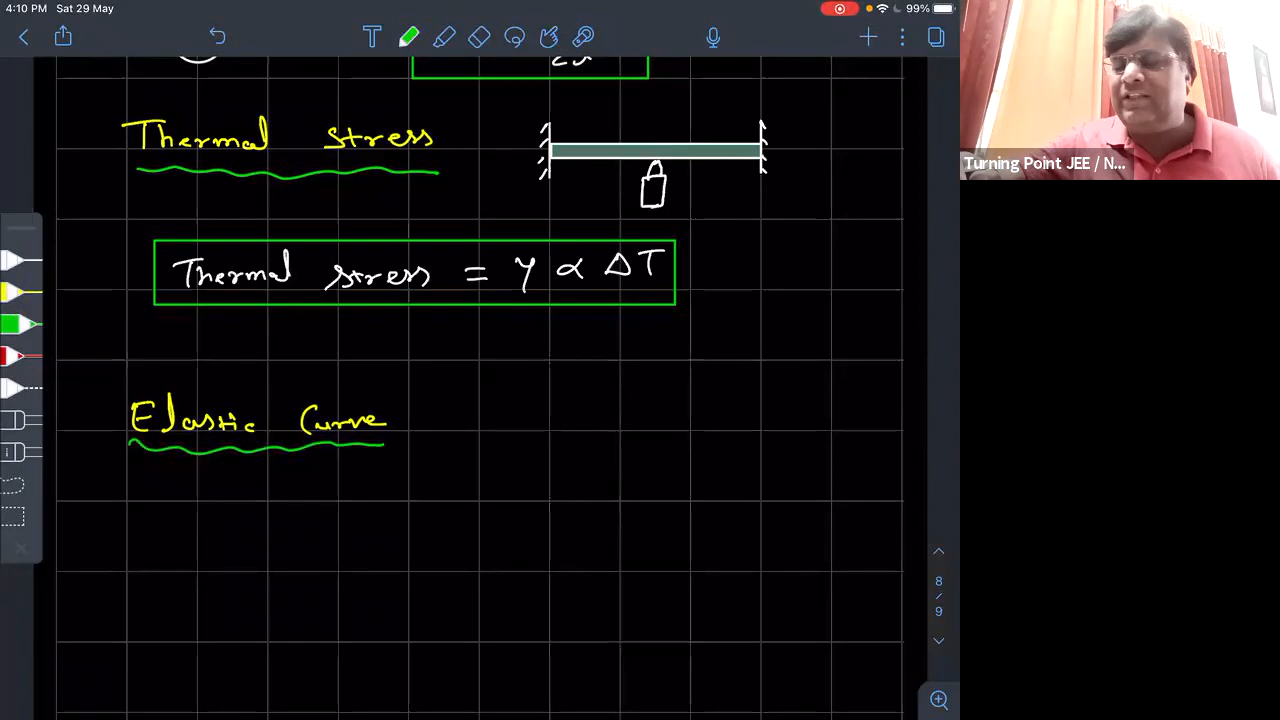 4:10 PM Sat 29 May
99%
Thermal stress
Turning Point JEE / N...
Thermal stress = Y α ΔT
Elastic Curve
8
/
9